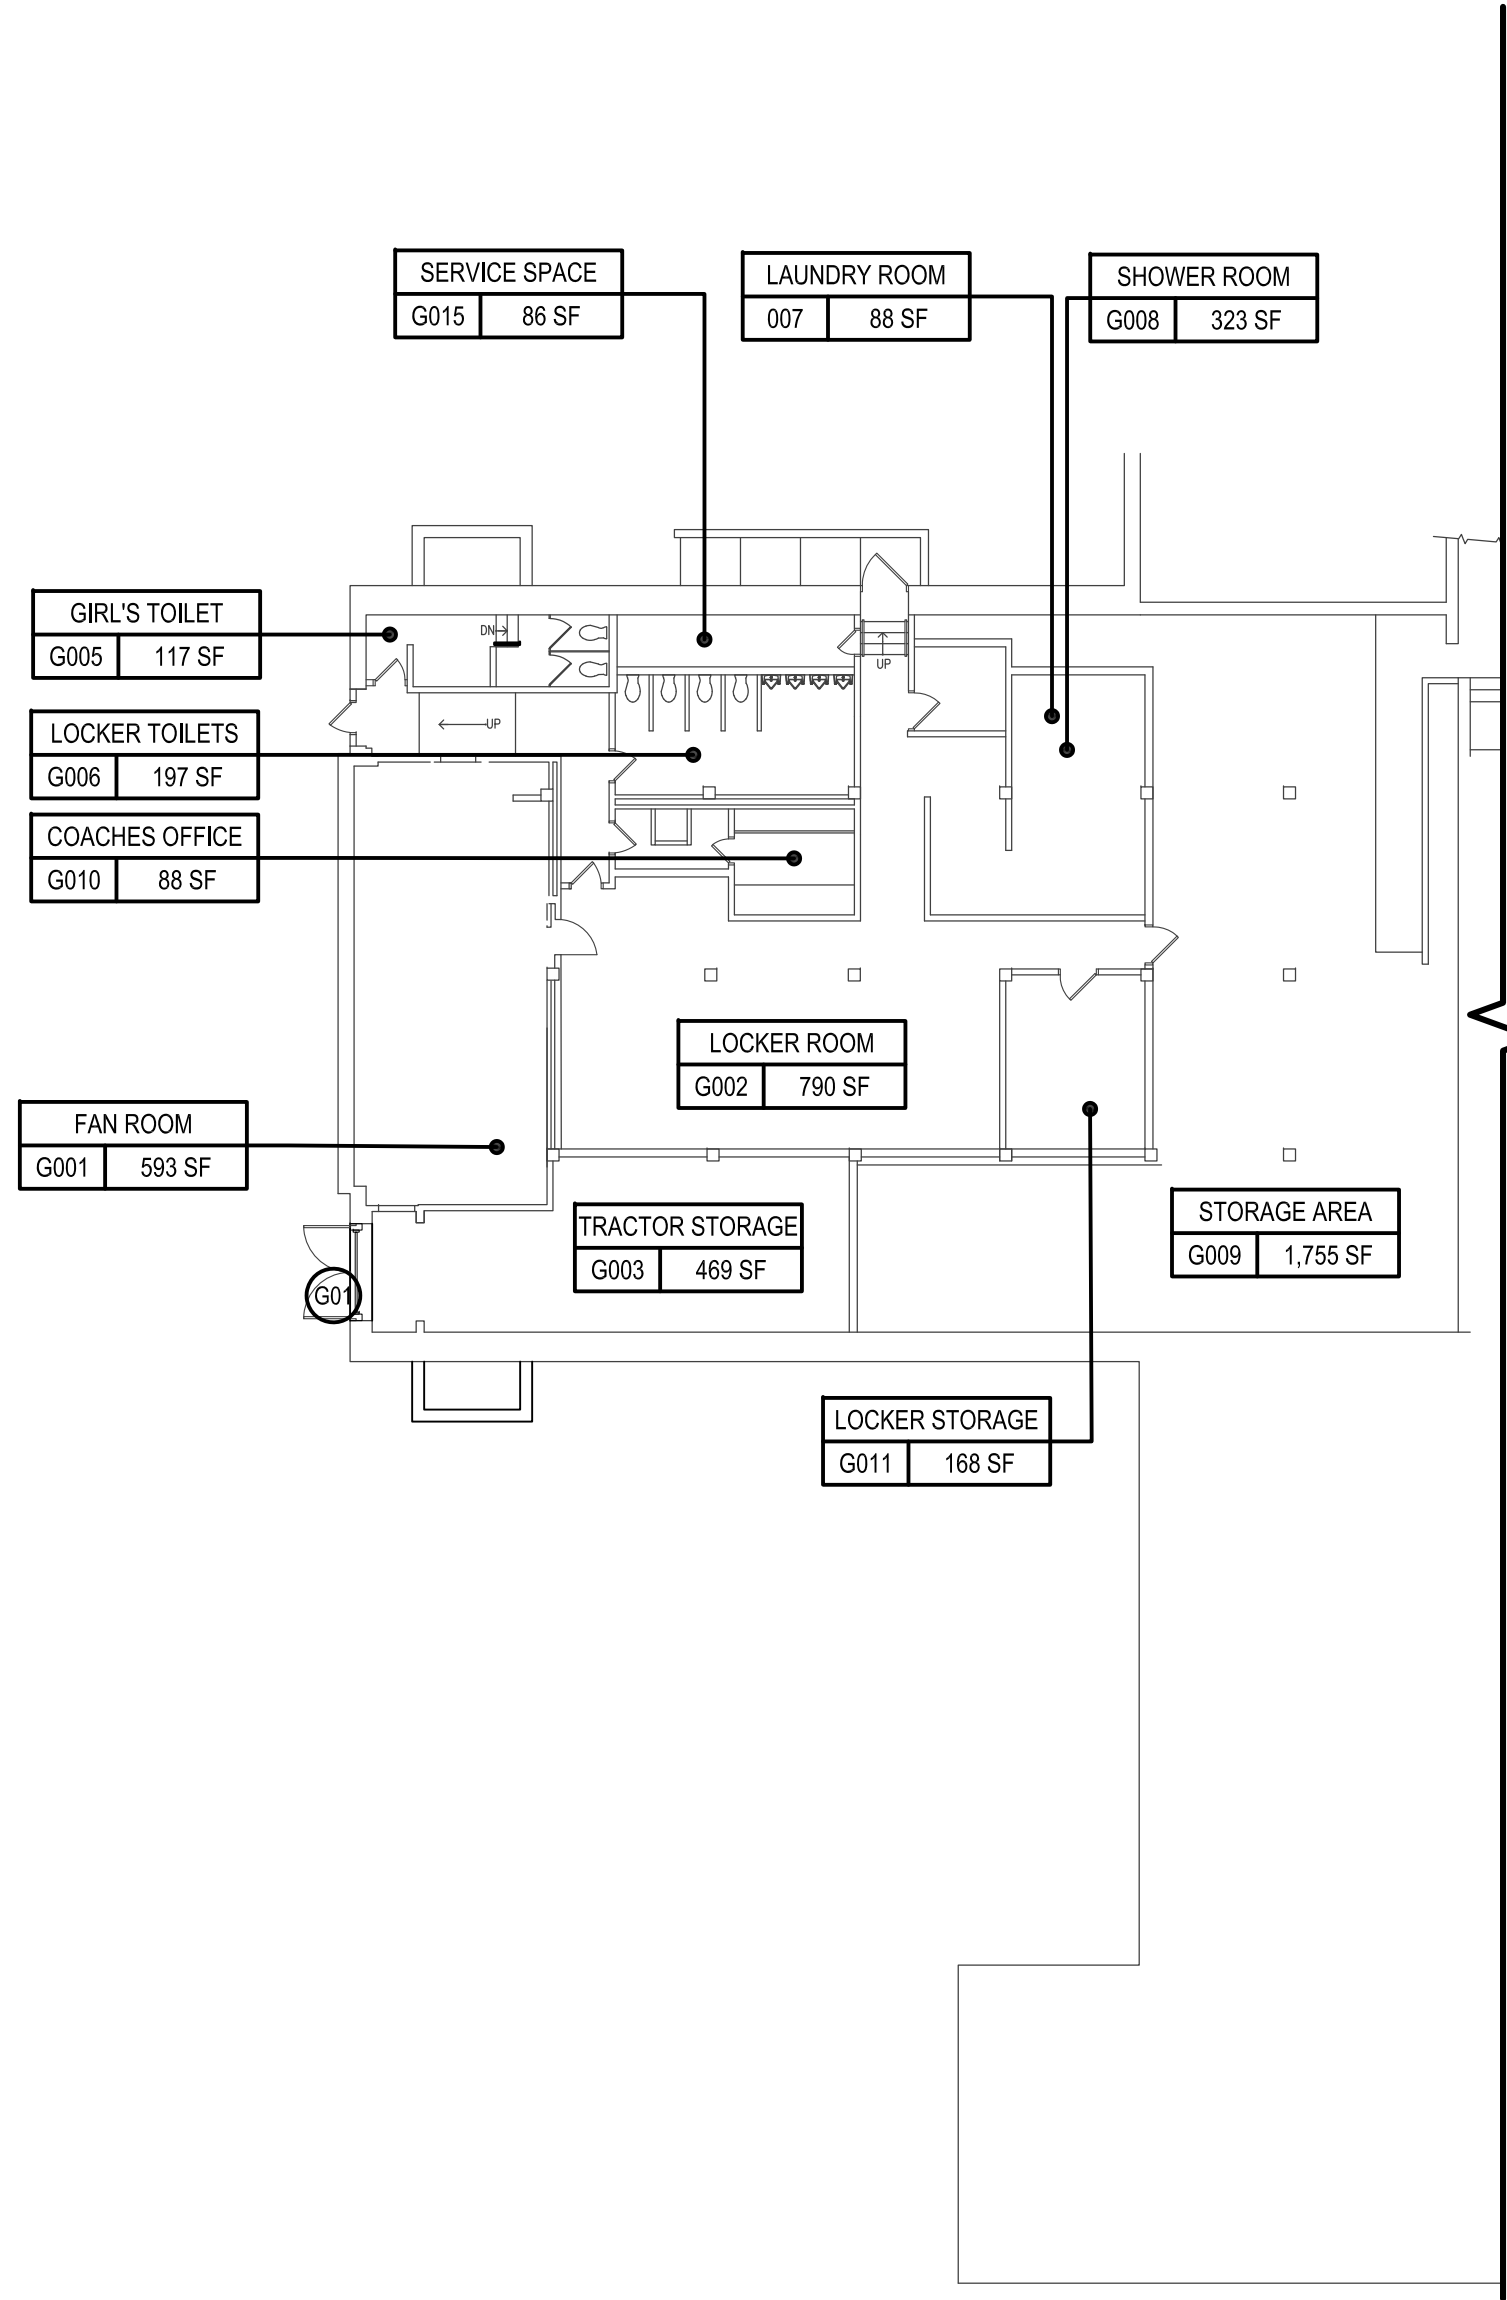 SERVICE SPACE
G015 86 SF
LAUNDRY ROOM
007 88 SF
SHOWER ROOM
G008 323 SF
GIRL'S TOILET
G005 117 SF
DN
UP
LOCKER TOILETS
G006 197 SF
UP
COACHES OFFICE
G010 88 SF
LOCKER ROOM
G002 790 SF
FAN ROOM
G001 593 SF
TRACTOR STORAGE
G003 469 SF
STORAGE AREA
G009 1,755 SF
G01
LOCKER STORAGE
G011 168 SF